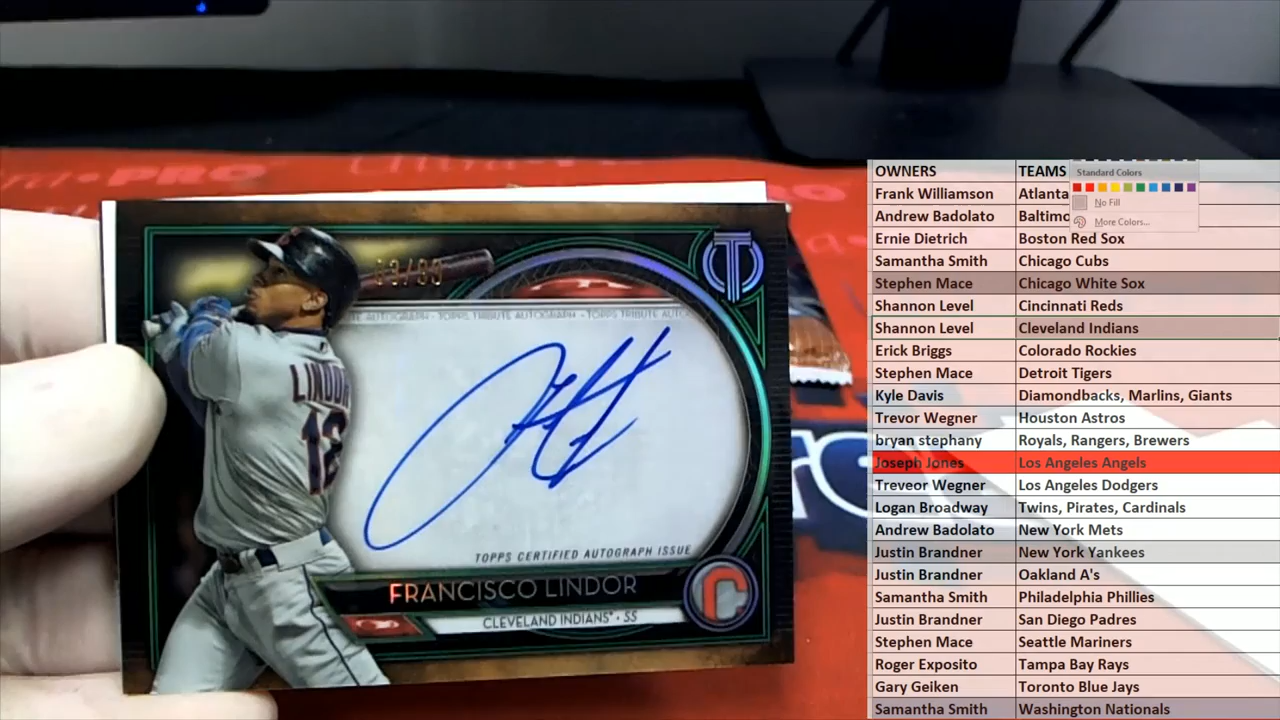 PRO
LINDOR
12
TE AUTOGRAPH · TOPPS TRIBUTE AUTOGRAPH · TOPPS TRIBUTE AUTOG
TOPPS CERTIFIED AUTOGRAPH ISSUE
FRANCISCO LINDOR
CLEVELAND INDIANS® · SS
C
OWNERS TEAMS
Standard Colors
No Fill
More Colors...
Frank Williamson Atlanta
Andrew Badolato Baltimo
Ernie Dietrich Boston Red Sox
Samantha Smith Chicago Cubs
Stephen Mace Chicago White Sox
Shannon Level Cincinnati Reds
Shannon Level Cleveland Indians
Erick Briggs Colorado Rockies
Stephen Mace Detroit Tigers
Kyle Davis Diamondbacks, Marlins, Giants
Trevor Wegner Houston Astros
bryan stephany Royals, Rangers, Brewers
Joseph Jones Los Angeles Angels
Treveor Wegner Los Angeles Dodgers
Logan Broadway Twins, Pirates, Cardinals
Andrew Badolato New York Mets
Justin Brandner New York Yankees
Justin Brandner Oakland A's
Samantha Smith Philadelphia Phillies
Justin Brandner San Diego Padres
Stephen Mace Seattle Mariners
Roger Exposito Tampa Bay Rays
Gary Geiken Toronto Blue Jays
Samantha Smith Washington Nationals